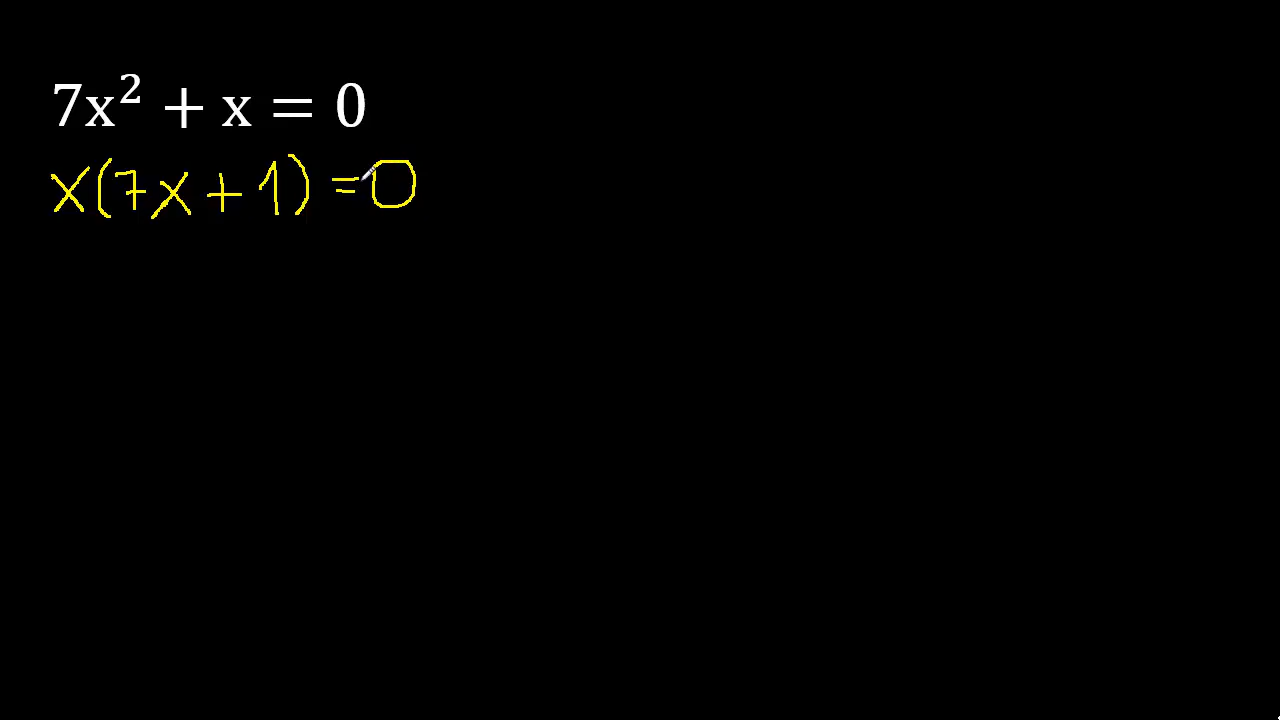 7x² + x = 0
x(7x + 1) = 0